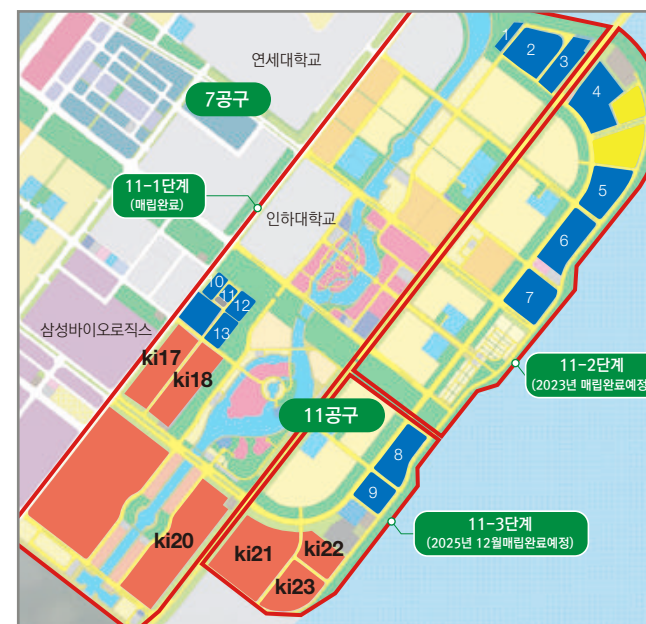 연세대학교
7공구
11-1단계
(매립완료)
인하대학교
삼성바이오로직스
1
2
3
4
5
6
7
10
11
12
13
ki17
ki18
11-2단계
(2023년 매립완료예정
11공구
8
9
11-3단계
(2025년 12월매립완료예정)
ki20
ki21
ki22
ki23